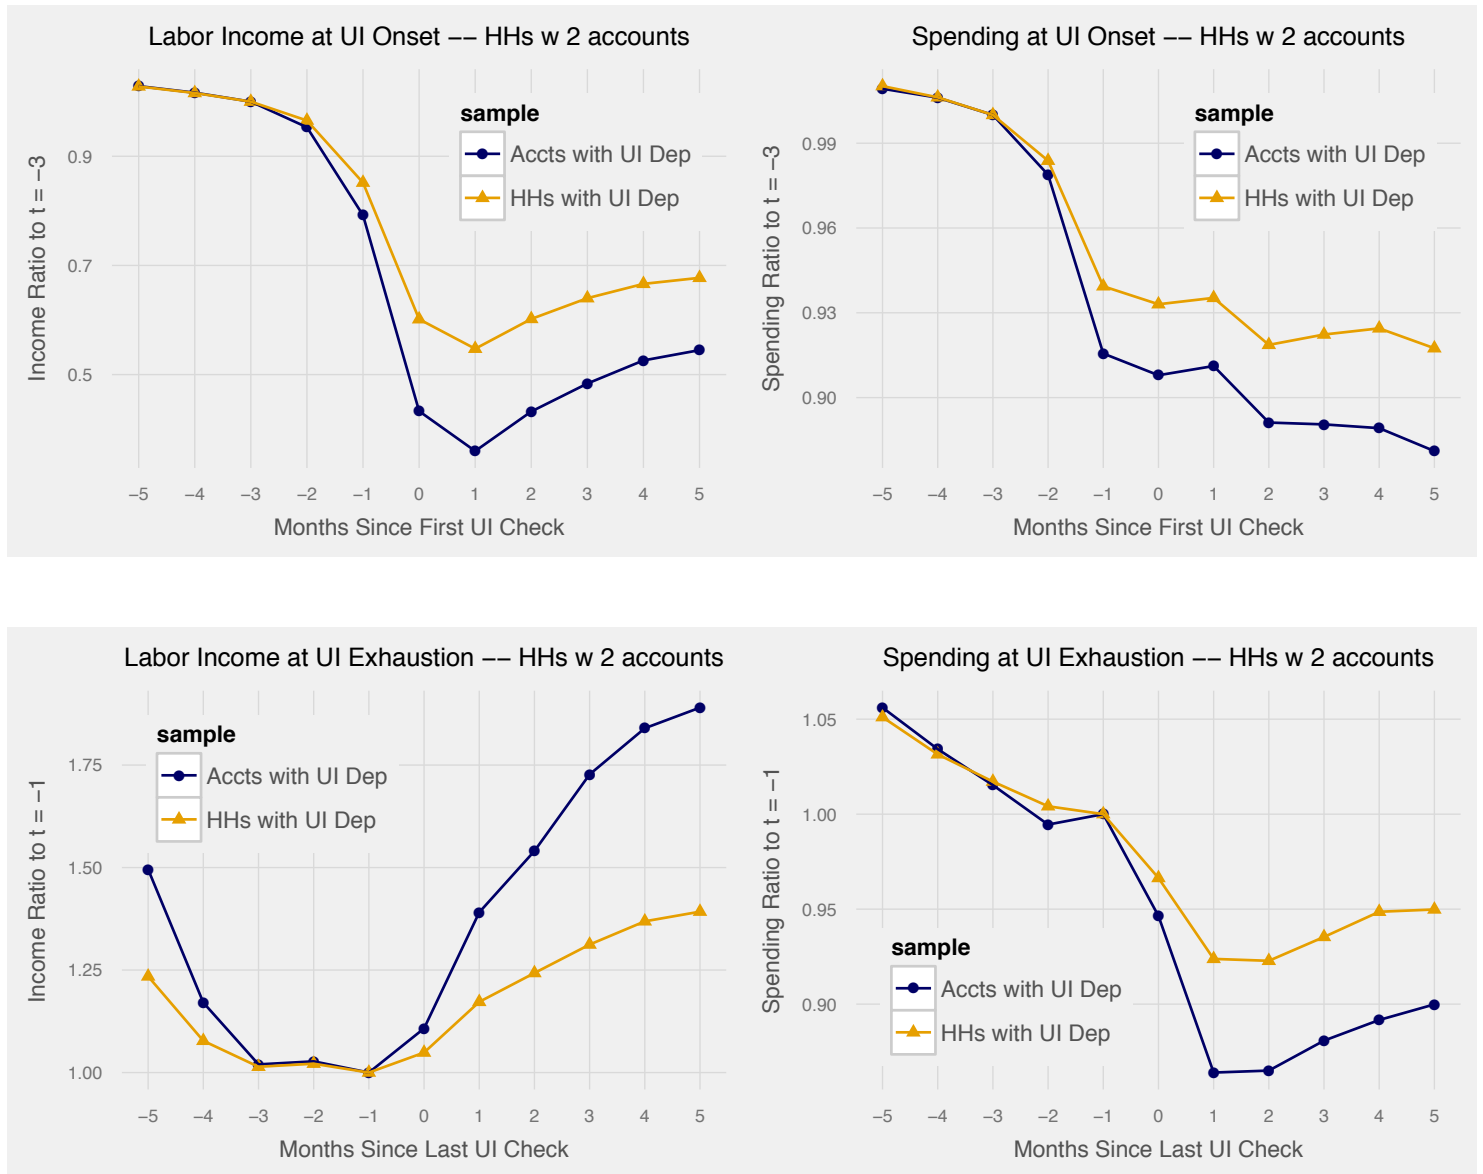 Labor Income at UI Onset −− HHs w 2 accounts
Income Ratio to t = −3
0.9
0.7
0.5
sample
Accts with UI Dep
HHs with UI Dep
−5 −4 −3 −2 −1 0 1 2 3 4 5
Months Since First UI Check
Spending at UI Onset −− HHs w 2 accounts
Spending Ratio to t = −3
0.99
0.96
0.93
0.90
sample
Accts with UI Dep
HHs with UI Dep
−5 −4 −3 −2 −1 0 1 2 3 4 5
Months Since First UI Check
Labor Income at UI Exhaustion −− HHs w 2 accounts
Income Ratio to t = −1
1.75
1.50
1.25
1.00
sample
Accts with UI Dep
HHs with UI Dep
−5 −4 −3 −2 −1 0 1 2 3 4 5
Months Since Last UI Check
Spending at UI Exhaustion −− HHs w 2 accounts
Spending Ratio to t = −1
1.05
1.00
0.95
0.90
sample
Accts with UI Dep
HHs with UI Dep
−5 −4 −3 −2 −1 0 1 2 3 4 5
Months Since Last UI Check